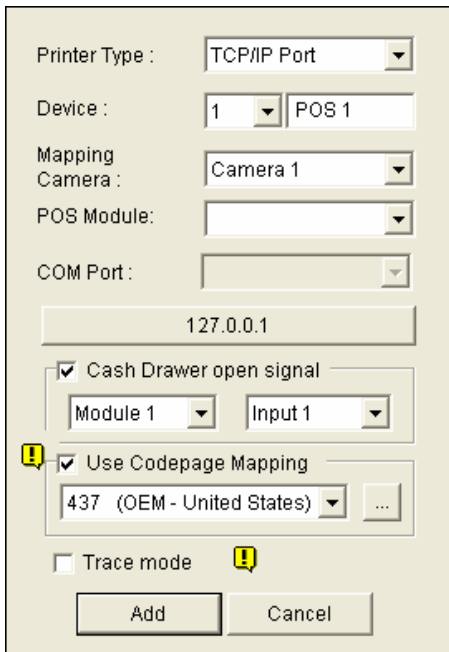 Printer Type : TCP/IP Port
Device : 1 POS 1
Mapping
Camera : Camera 1
POS Module:
COM Port :
127.0.0.1
Cash Drawer open signal
Module 1 Input 1
! Use Codepage Mapping
437 (OEM - United States) ...
Trace mode !
Add Cancel